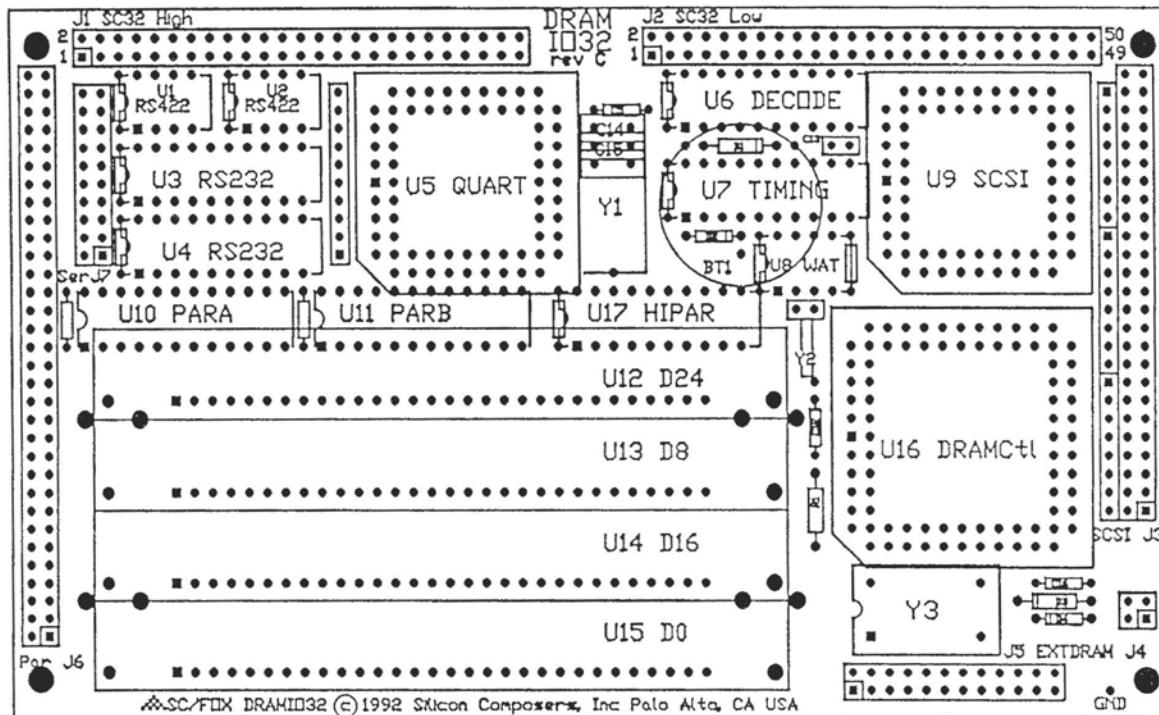 J1 SC32 High
DRAM
IO32
rev C
J2 SC32 Low
2
1
2
1
50
49
U1
RS422
U2
RS422
U3 RS232
U4 RS232
Ser J7
U5 QUART
C14
C15
Y1
U6 DECODE
U7 TIMING
BT1
U8 WAT
U9 SCSI
U10 PARA
U11 PARB
U17 HIPAR
Y2
U12 D24
U13 D8
U14 D16
U15 D0
U16 DRAMCtl
SCSI J3
Y3
J5 EXTDRAM J4
Par J6
GND
SC/FOX DRAMIO32 © 1992 Silicon Composers, Inc Palo Alta, CA USA